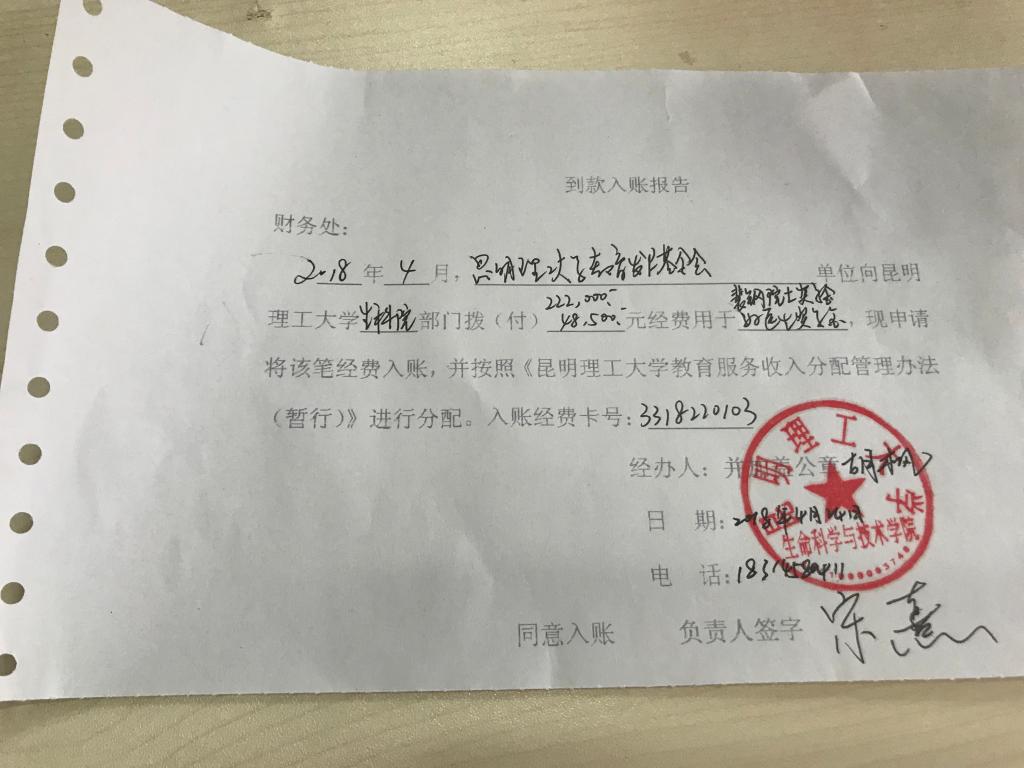 到款入账报告
财务处：
2018 年 4 月，昆明理工大学教育发展基金会 单位向昆明
222,000.- 
理工大学生科院部门拨（付）48,500.-元经费用于，现申请
将该笔经费入账，并按照《昆明理工大学教育服务收入分配管理办法
（暂行）》进行分配。入账经费卡号：3318220103
经办人：并加盖公章
日 期：2018年4月24日
电 话：
同意入账 负责人签字
昆明理工大学
生命科学与技术学院